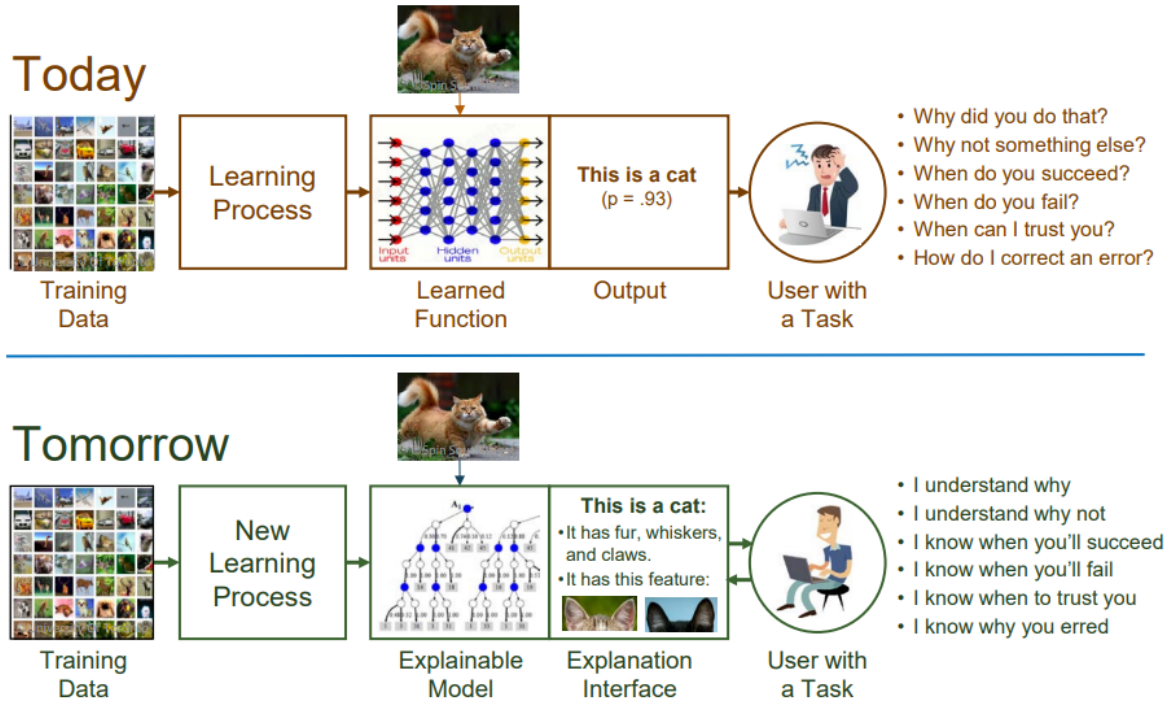 Today
Learning
Process
Input
units
Hidden
units
Output
units
This is a cat
(p = .93)
• Why did you do that?
• Why not something else?
• When do you succeed?
• When do you fail?
• When can I trust you?
• How do I correct an error?
Training
Data
Learned
Function
Output
User with
a Task
Tomorrow
New
Learning
Process
This is a cat:
•It has fur, whiskers,
and claws.
•It has this feature:
• I understand why
• I understand why not
• I know when you'll succeed
• I know when you'll fail
• I know when to trust you
• I know why you erred
Training
Data
Explainable
Model
Explanation
Interface
User with
a Task